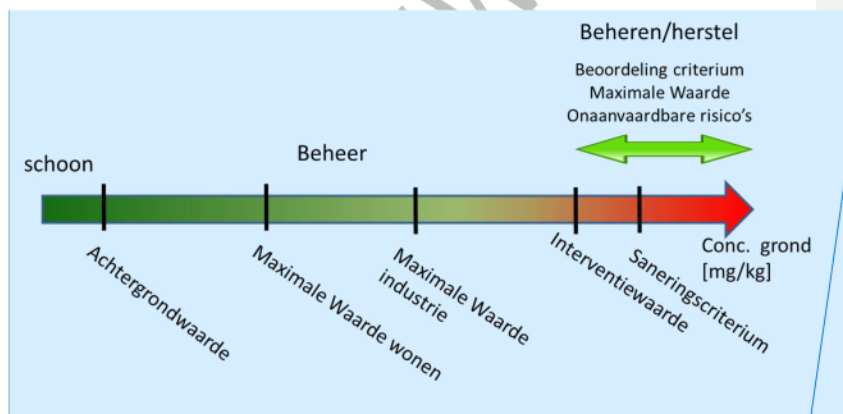 Beheren/herstel
Beoordeling criterium
Maximale Waarde
Onaanvaardbare risico's
schoon
Beheer
Achtergrondwaarde
Maximale Waarde wonen
Maximale Waarde
industrie
Interventiewaarde
Saneringscriterium
Conc. grond
[mg/kg]